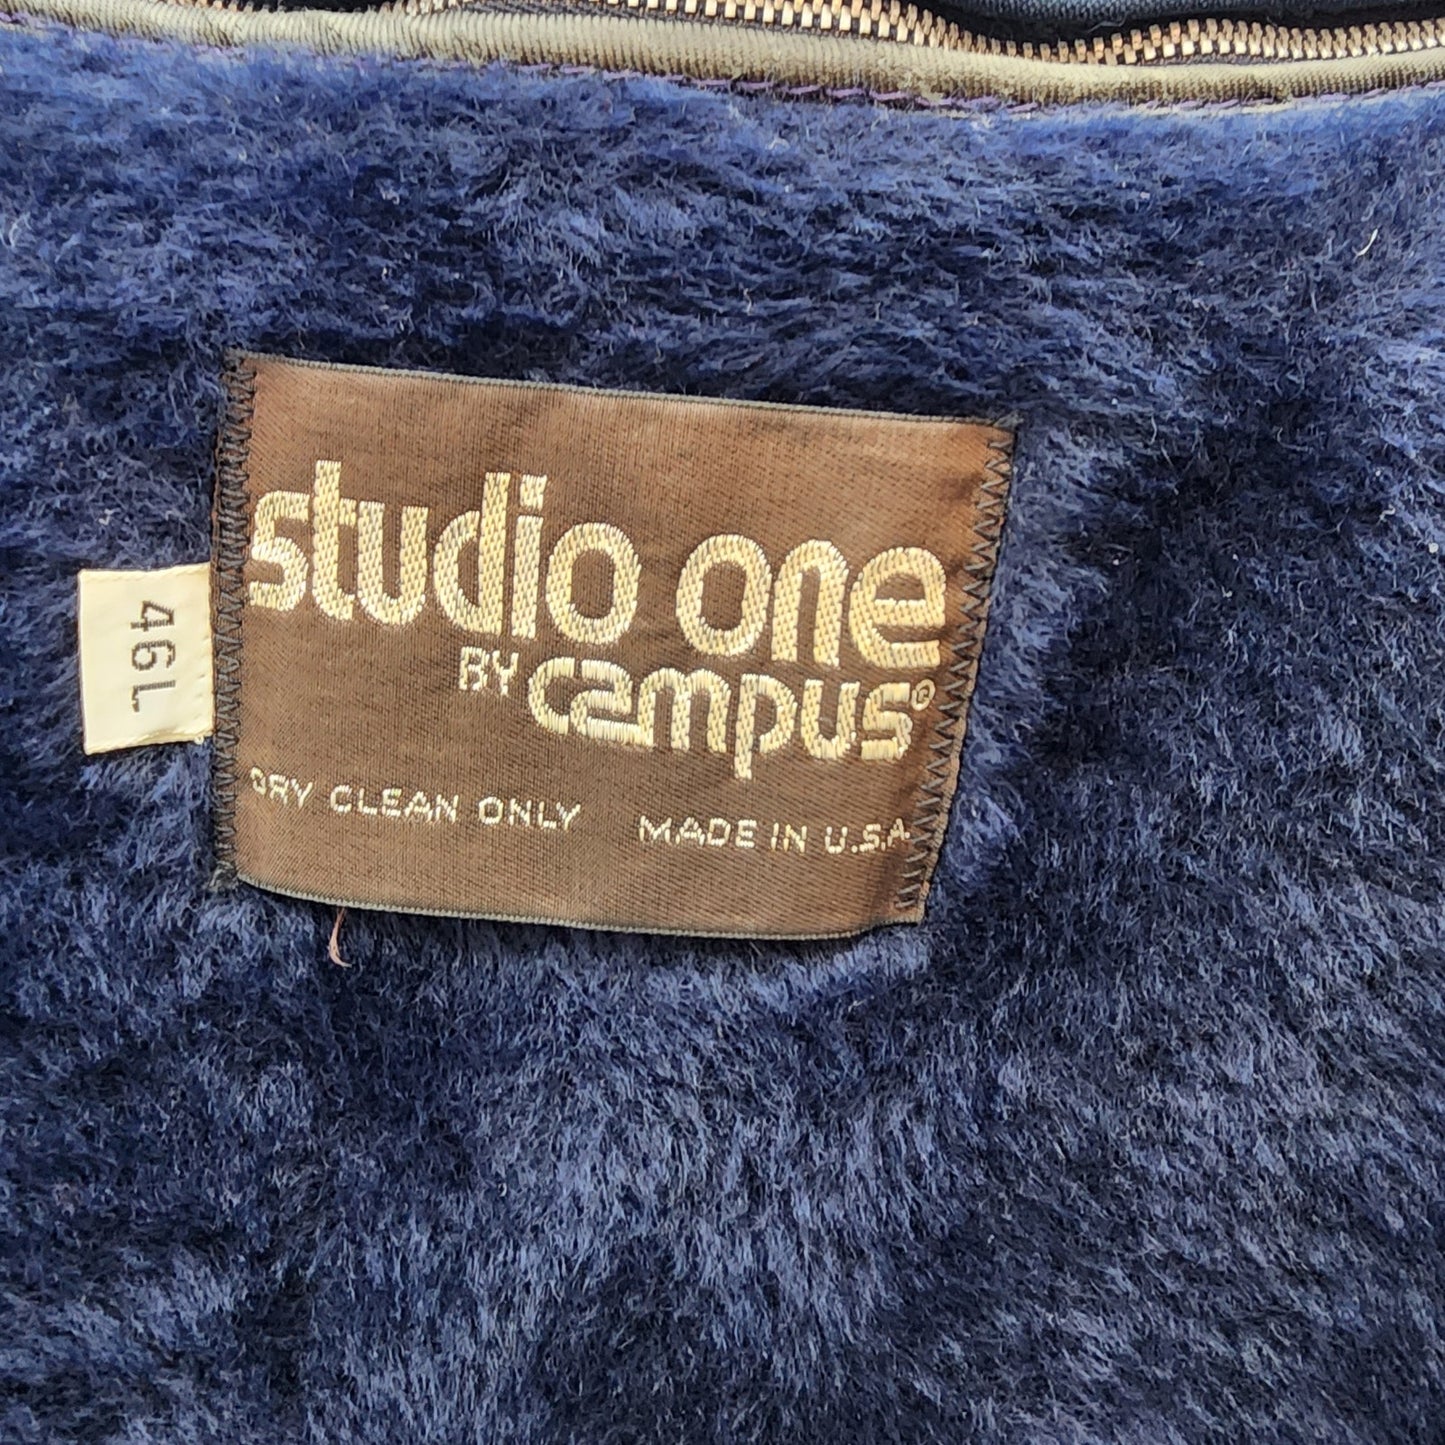 studio one
BY campus®
DRY CLEAN ONLY MADE IN U.S.A.
46L